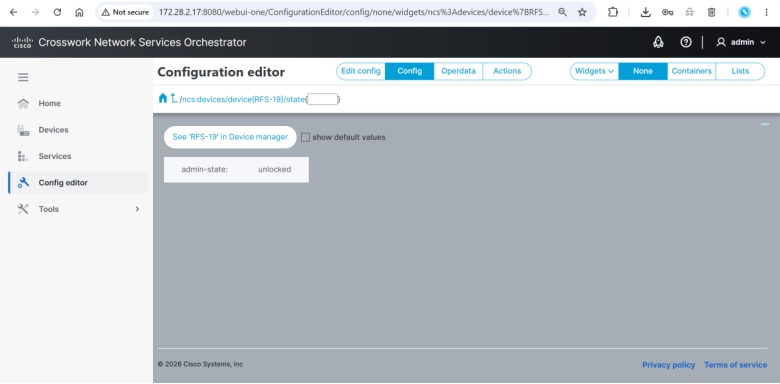 Not secure 172.28.2.17:8080/webui-one/ConfigurationEditor/config/none/widgets/ncs%3Adevices/device%7BRFS...
CISCO Crosswork Network Services Orchestrator admin
Configuration editor Edit config Config Operdata Actions Widgets None Containers Lists
/ncs:devices/device{RFS-19}/state{ }
Home
Devices
Services
Config editor
Tools
See 'RFS-19' in Device manager show default values
admin-state: unlocked
© 2026 Cisco Systems, Inc Privacy policy Terms of service